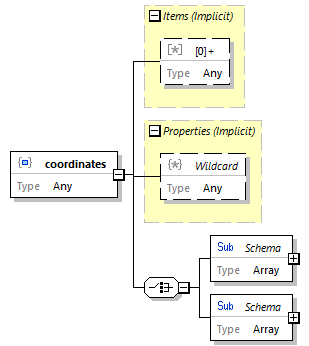 Items (Implicit)
[0]+
Type Any
Properties (Implicit)
coordinates
Type Any
Wildcard
Type Any
Sub Schema
Type Array
Sub Schema
Type Array